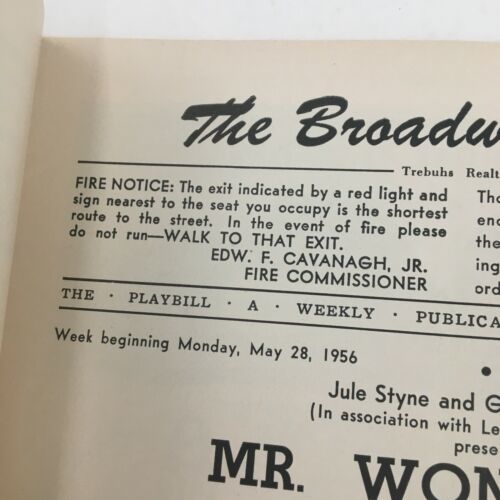 The Broadw
Trebuhs Realt
FIRE NOTICE: The exit indicated by a red light and
sign nearest to the seat you occupy is the shortest
route to the street. In the event of fire please
do not run—WALK TO THAT EXIT.
EDW. F. CAVANAGH, JR.
FIRE COMMISSIONER
Tho
enc
the
ing
ord
THE · PLAYBILL · A · WEEKLY · PUBLICA
Week beginning Monday, May 28, 1956
Jule Styne and G
(In association with Le
prese
MR. WON